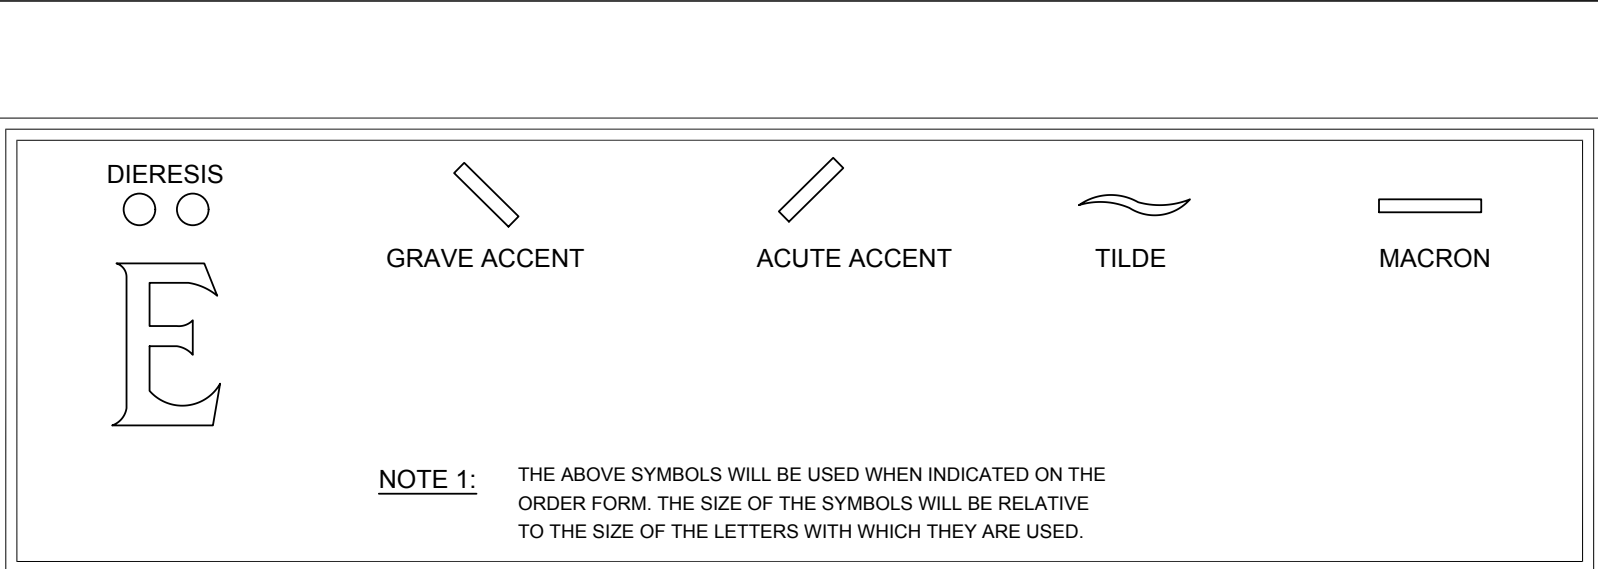 DIERESIS
E
GRAVE ACCENT
ACUTE ACCENT
TILDE
MACRON
NOTE 1:
THE ABOVE SYMBOLS WILL BE USED WHEN INDICATED ON THE
ORDER FORM. THE SIZE OF THE SYMBOLS WILL BE RELATIVE
TO THE SIZE OF THE LETTERS WITH WHICH THEY ARE USED.